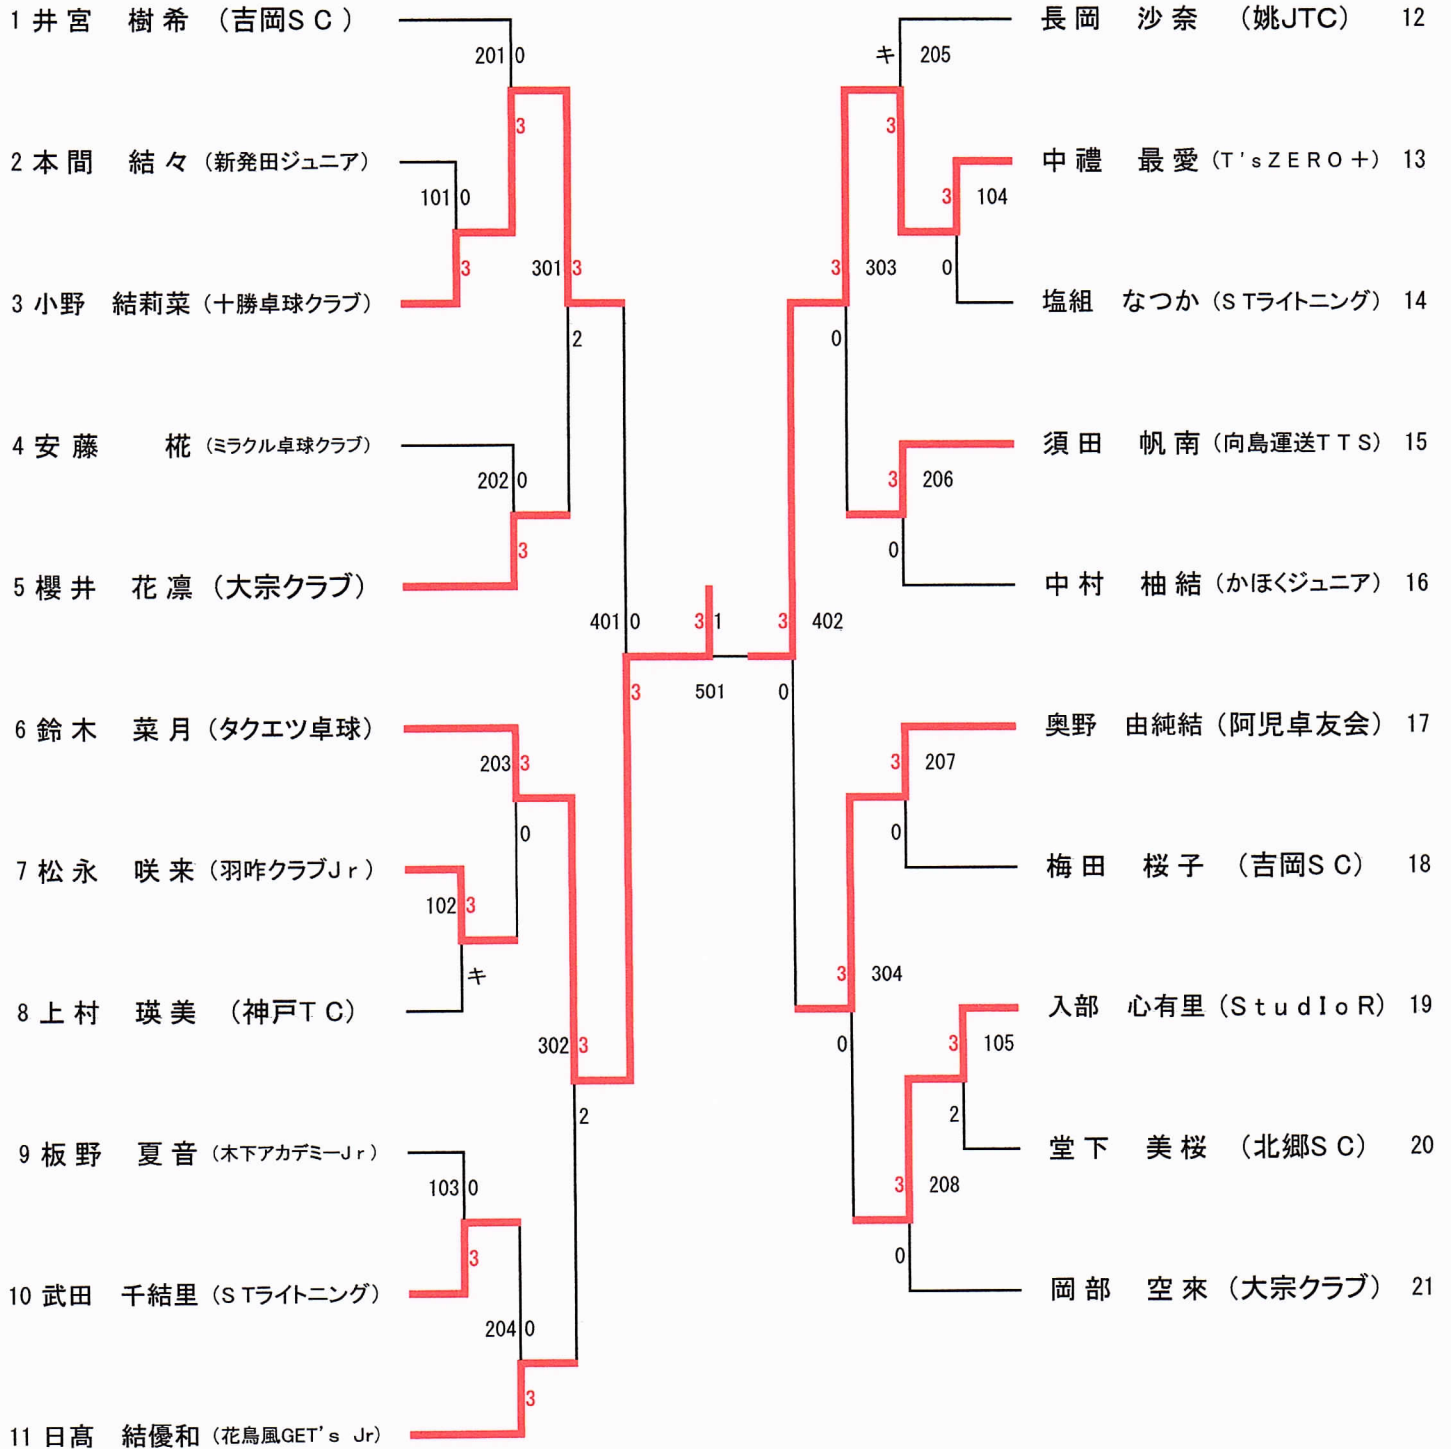 1 井宮 樹希 (吉岡SC)
201 0
3
2 本間 結々 (新発田ジュニア)
101 0
3
301 3
3 小野 結莉菜 (十勝卓球クラブ)
2
4 安藤 椛 (ミラクル卓球クラブ)
202 0
3
5 櫻井 花凛 (大宗クラブ)
401 0
3
6 鈴木 菜月 (タクエツ卓球)
203 3
0
7 松永 咲来 (羽咋クラブJr)
102 3
キ
8 上村 瑛美 (神戸TC)
302 3
2
9 板野 夏音 (木下アカデミーJr)
103 0
3
10 武田 千結里 (STライトニング)
204 0
3
11 日髙 結優和 (花鳥風GET's Jr)
3 1
501
長岡 沙奈 (姚JTC) 12
キ 205
3
中禮 最愛 (T'sZERO+) 13
3 104
3 303 0
塩組 なつか (STライトニング) 14
0
須田 帆南 (向島運送TTS) 15
3 206
0
中村 柚結 (かほくジュニア) 16
3 402
0
奥野 由純結 (阿児卓友会) 17
3 207
0
梅田 桜子 (吉岡SC) 18
3 304
入部 心有里 (StudIoR) 19
0 3 105
2
堂下 美桜 (北郷SC) 20
3 208
0
岡部 空來 (大宗クラブ) 21